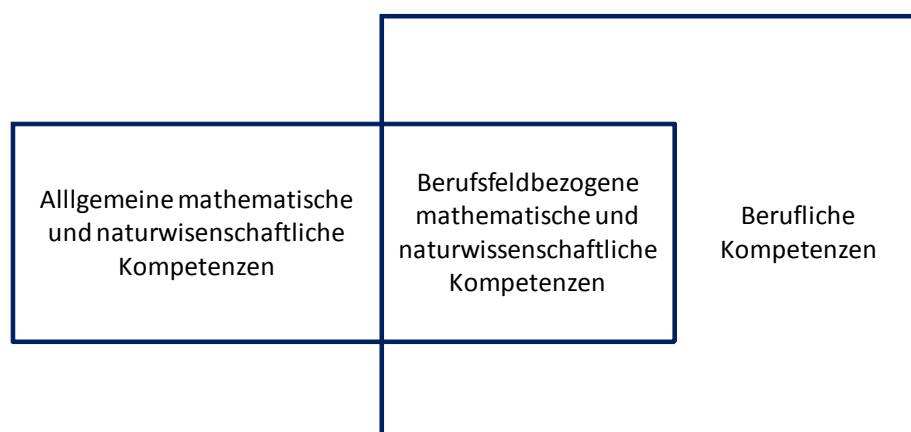 Alllgemeine mathematische
und naturwisenschaftliche
Kompetenzen
Berufsfeldbezogene
mathematische und
naturwissenschaftliche
Kompetenzen
Berufliche
Kompetenzen